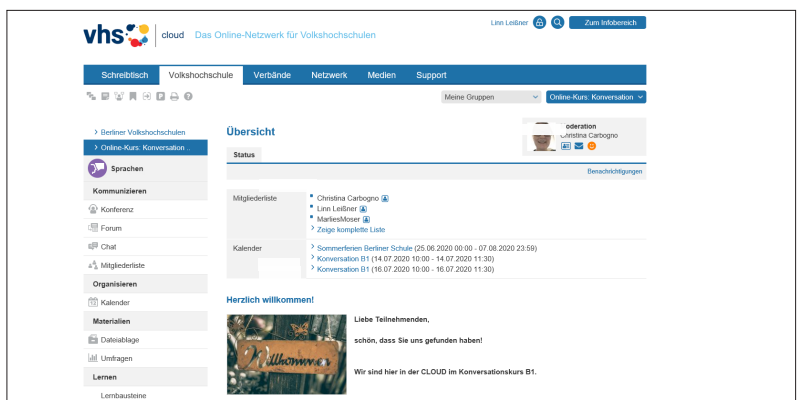 vhs cloud Das Online-Netzwerk für Volkshochschulen
Linn Leißner Zum Infobereich
Schreibtisch Volkshochschule Verbände Netzwerk Medien Support
Meine Gruppen Online-Kurs: Konversation
Berliner Volkshochschulen
Online-Kurs: Konversation ..
Sprachen
Kommunizieren
Konferenz
Forum
Chat
Mitgliederliste
Organisieren
Kalender
Materialien
Dateiablage
Umfragen
Lernen
Lernbausteine
Übersicht
oderation
Christina Carbogno
Status
Benachrichtigungen
Mitgliederliste
Christina Carbogno
Linn Leißner
MarliesMoser
Zeige komplette Liste
Kalender
Sommerferien Berliner Schule (25.06.2020 00:00 - 07.08.2020 23:59)
Konversation B1 (14.07.2020 10:00 - 14.07.2020 11:30)
Konversation B1 (16.07.2020 10:00 - 16.07.2020 11:30)
Herzlich willkommen!
Willkommen
Liebe Teilnehmenden,
schön, dass Sie uns gefunden haben!
Wir sind hier in der CLOUD im Konversationskurs B1.